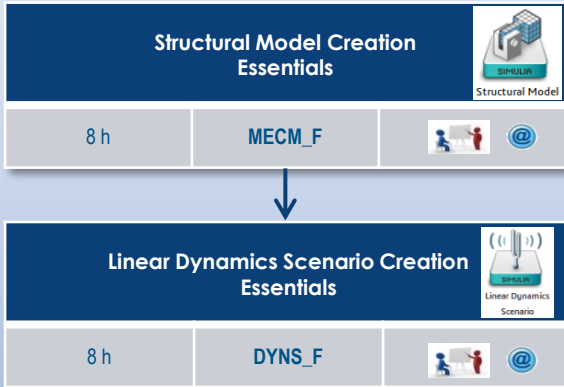 Structural Model Creation
Essentials
SIMULIA
Structural Model
8 h
MECM_F
@
Linear Dynamics Scenario Creation
Essentials
SIMULIA
Linear Dynamics
Scenario
8 h
DYNS_F
@